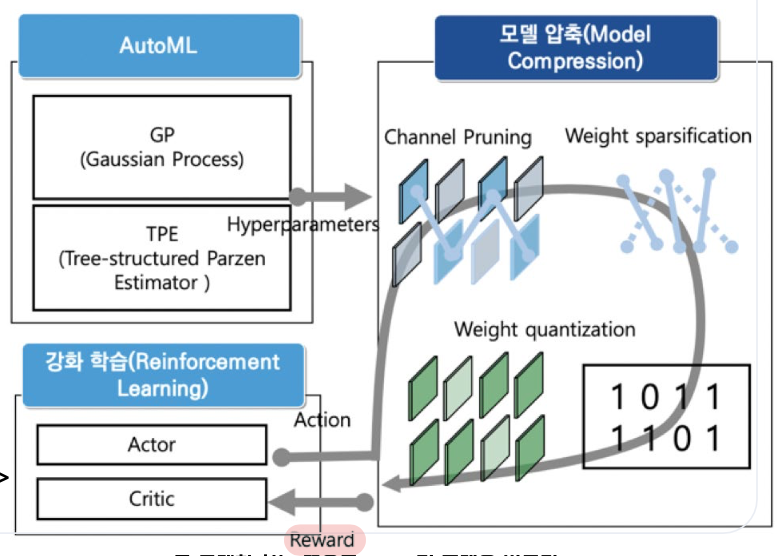 AutoML
GP
(Gaussian Process)
TPE
(Tree-structured Parzen
Estimator )
Hyperparameters
강화 학습(Reinforcement
Learning)
Actor
Critic
Action
Reward
>
모델 압축(Model
Compression)
Channel Pruning
Weight sparsification
Weight quantization
1 0 1 1
1 1 0 1